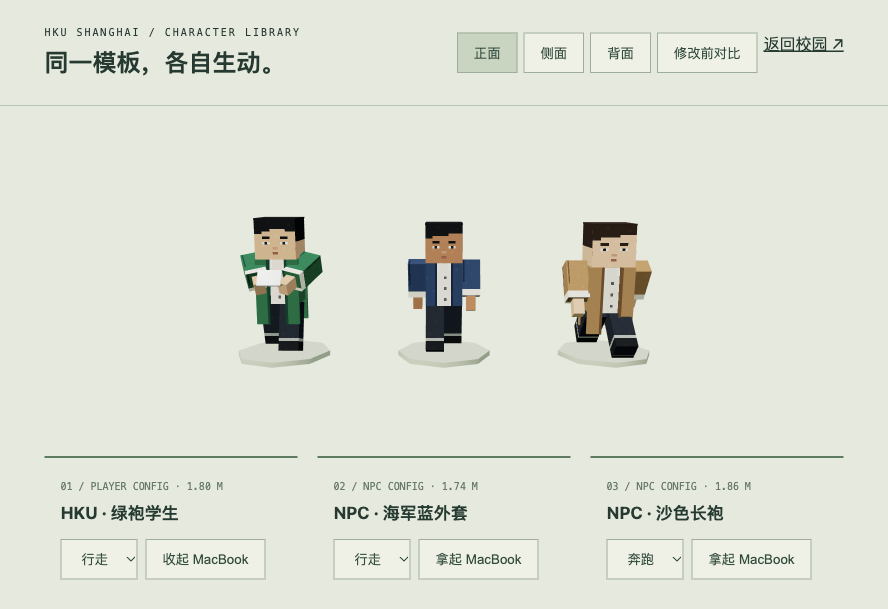 HKU SHANGHAI / CHARACTER LIBRARY
同一模板，各自生动。
正面 侧面 背面 修改前对比 返回校园 ↗
01 / PLAYER CONFIG · 1.80 M
HKU · 绿袍学生
行走 收起 MacBook
02 / NPC CONFIG · 1.74 M
NPC · 海军蓝外套
行走 拿起 MacBook
03 / NPC CONFIG · 1.86 M
NPC · 沙色长袍
奔跑 拿起 MacBook